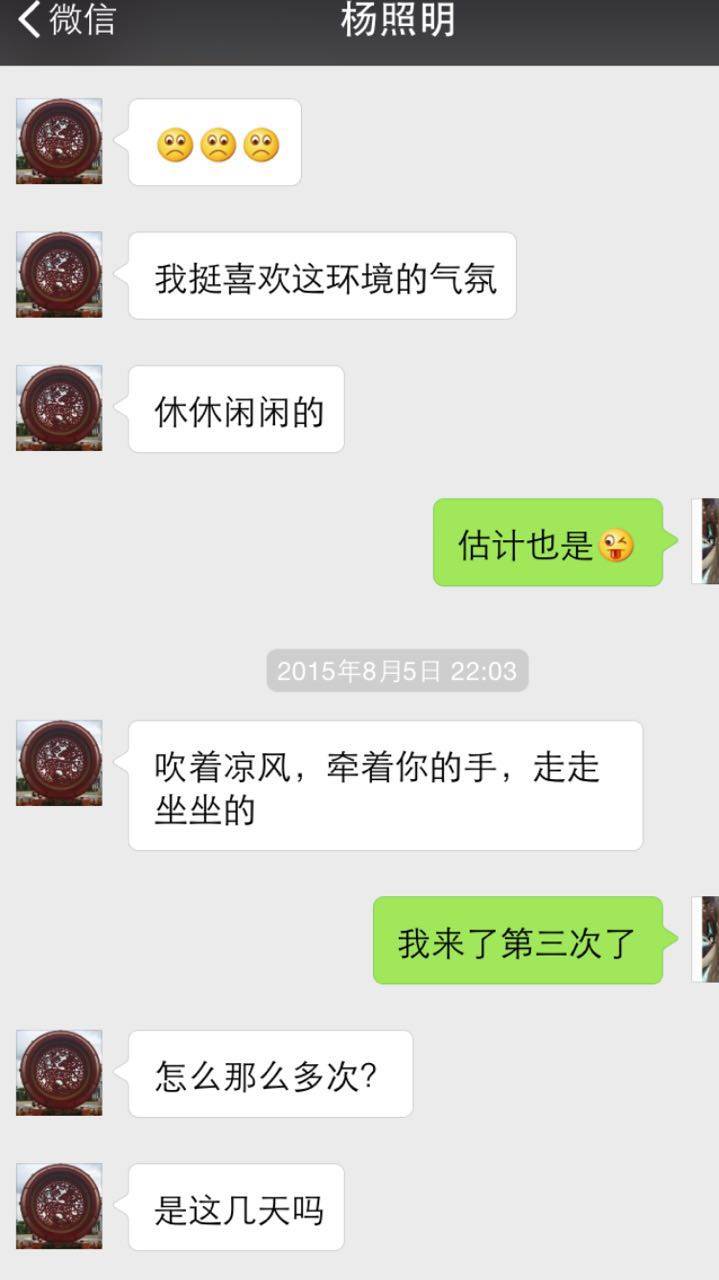 微信
杨照明
我挺喜欢这环境的气氛
休休闲闲的
估计也是
2015年8月5日 22:03
吹着凉风，牵着你的手，走走
坐坐的
我来了第三次了
怎么那么多次？
是这几天吗